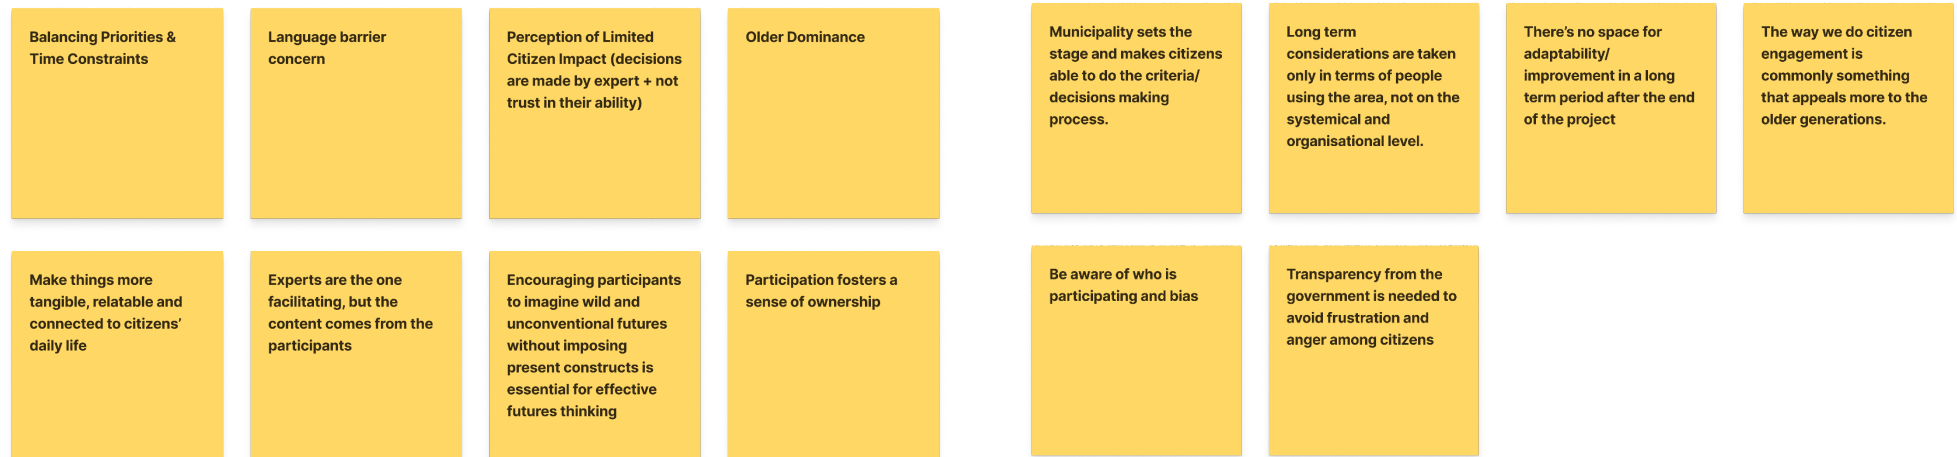 Balancing Priorities &
Time Constraints
Language barrier
concern
Perception of Limited
Citizen Impact (decisions
are made by expert + not
trust in their ability)
Older Dominance
Municipality sets the
stage and makes citizens
able to do the criteria/
decisions making
process.
Long term
considerations are taken
only in terms of people
using the area, not on the
systemical and
organisational level.
There’s no space for
adaptability/
improvement in a long
term period after the end
of the project
The way we do citizen
engagement is
commonly something
that appeals more to the
older generations.
Make things more
tangible, relatable and
connected to citizens’
daily life
Experts are the one
facilitating, but the
content comes from the
participants
Encouraging participants
to imagine wild and
unconventional futures
without imposing
present constructs is
essential for effective
futures thinking
Participation fosters a
sense of ownership
Be aware of who is
participating and bias
Transparency from the
government is needed to
avoid frustration and
anger among citizens